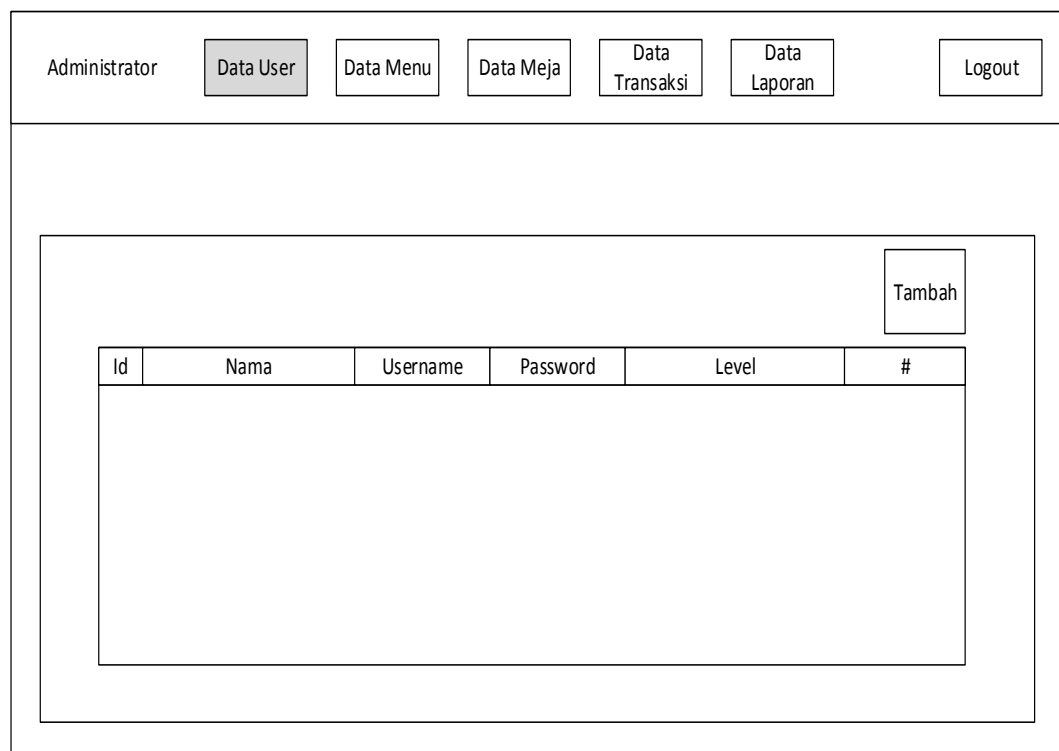 Administrator
Data User
Data Menu
Data Meja
Data
Transaksi
Data
Laporan
Logout
Tambah
Id
Nama
Username
Password
Level
#